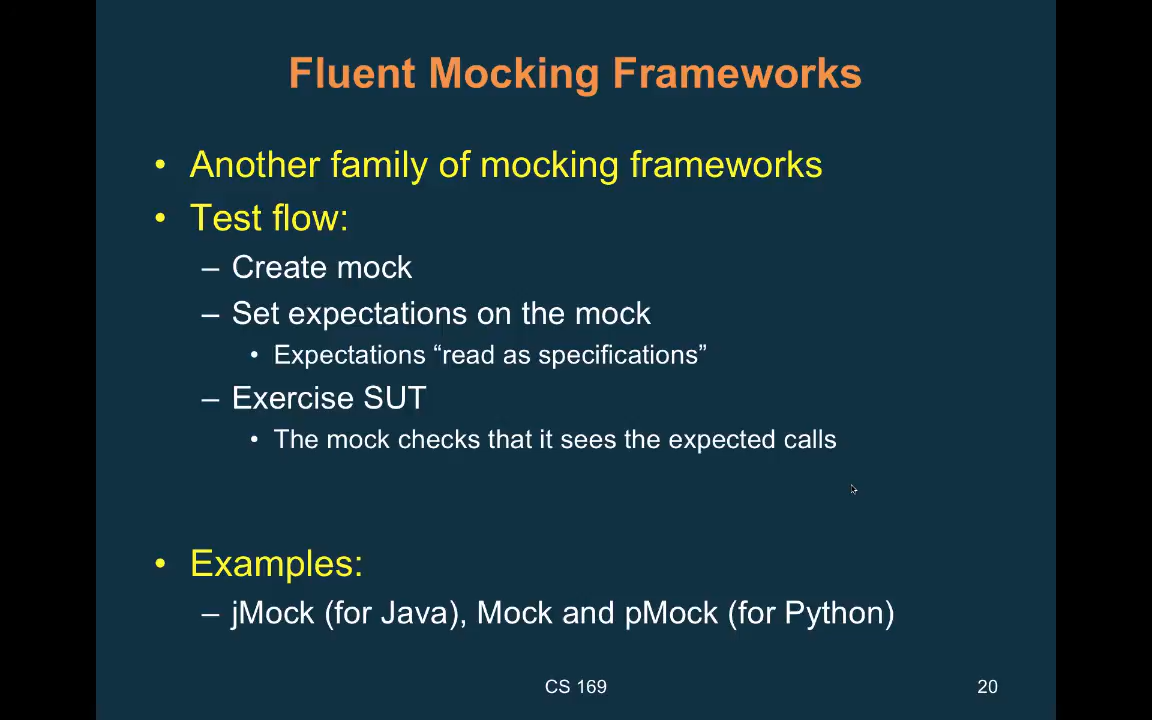 Fluent Mocking Frameworks
• Another family of mocking frameworks
• Test flow:
– Create mock
– Set expectations on the mock
• Expectations “read as specifications”
– Exercise SUT
• The mock checks that it sees the expected calls
• Examples:
– jMock (for Java), Mock and pMock (for Python)
CS 169
20